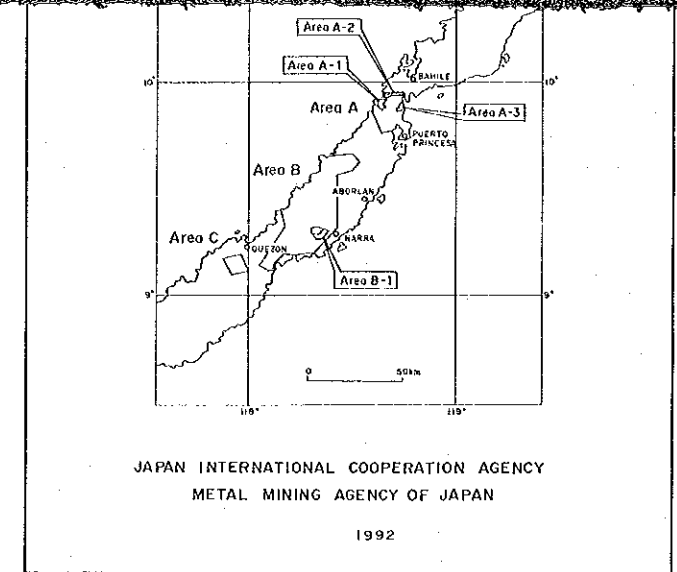 Area A-2
Area A-1
10°
BAHILE
10°
Area A
Area A-3
PUERTO
PRINCESA
Area B
ABORLAN
Area C
QUEZON
NARRA
Area B-1
9°
9°
0
50km
118°
119°
JAPAN INTERNATIONAL COOPERATION AGENCY
METAL MINING AGENCY OF JAPAN
1992